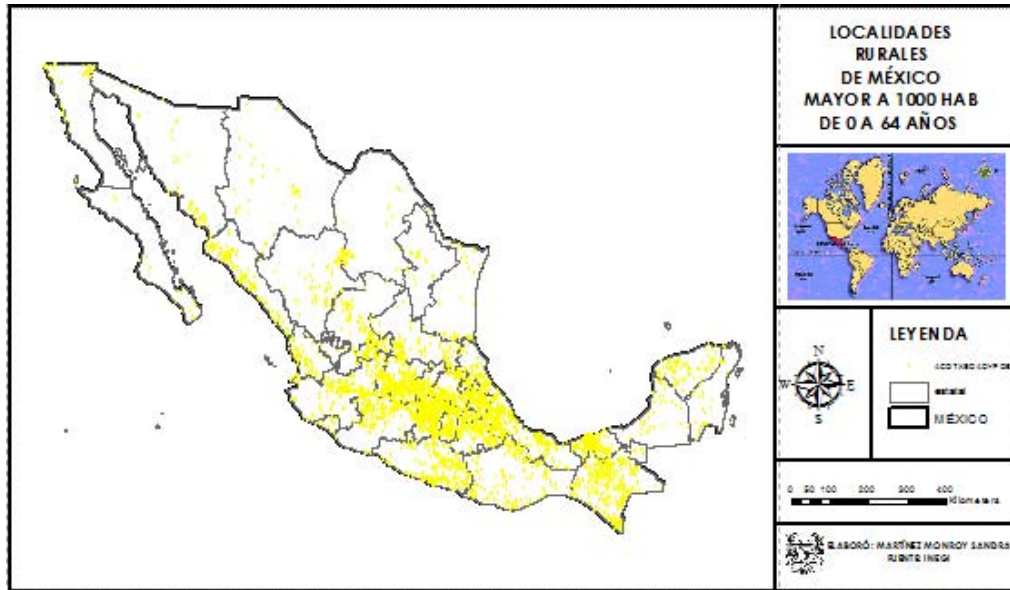 LOCALIDADES
RURALES
DE MÉXICO
MAYOR A 1000 HAB
DE 0 A 64 AÑOS
N
W
E
S
LEYENDA
estatal
MÉXICO
0 50 100 200 300 400
Kilometers
ELABORÓ: MARTÍNEZ MONROY SANDRA
FUENTE INEGI